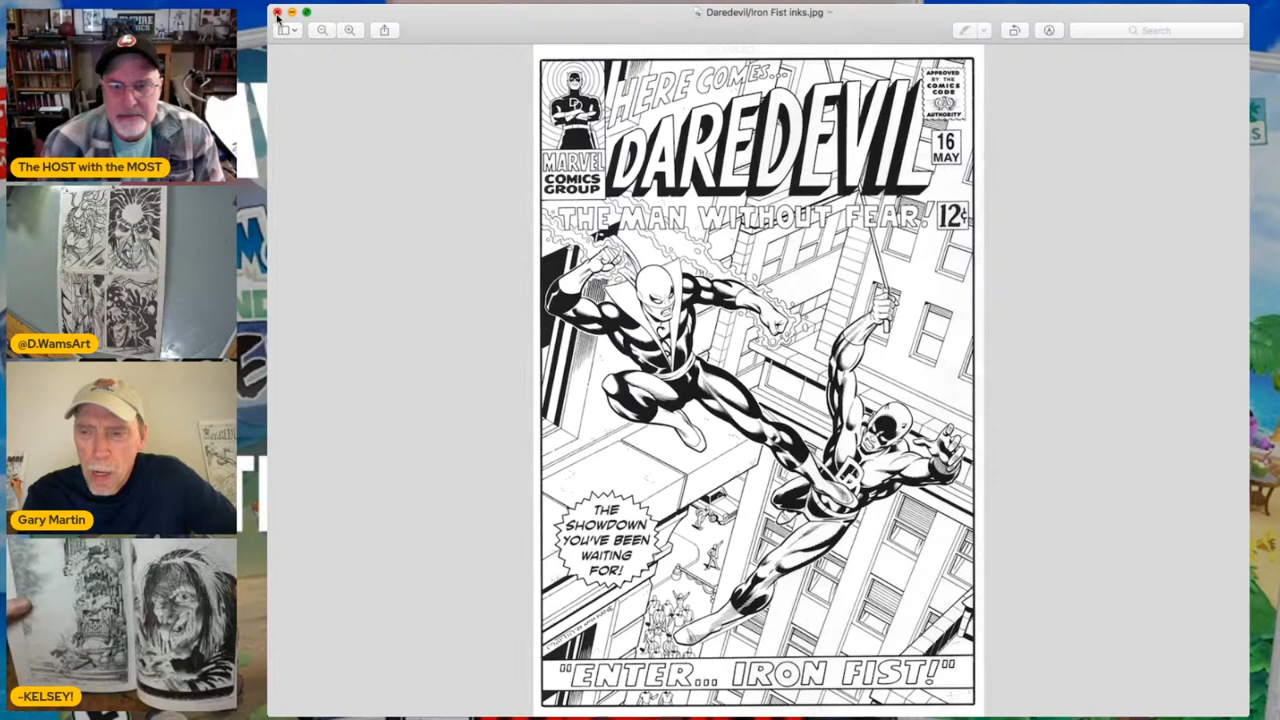 The HOST with the MOST
@D.WamsArt
Gary Martin
-KELSEY!
Daredevil/Iron Fist inks.jpg
Search
HERE COMES...
DAREDEVIL
THE MAN WITHOUT FEAR!
MARVEL
COMICS
GROUP
APPROVED
BY THE
COMICS
CODE
AUTHORITY
16
MAY
12¢
DD
THE
SHOWDOWN
YOU'VE BEEN
WAITING
FOR!
"ENTER... IRON FIST!"